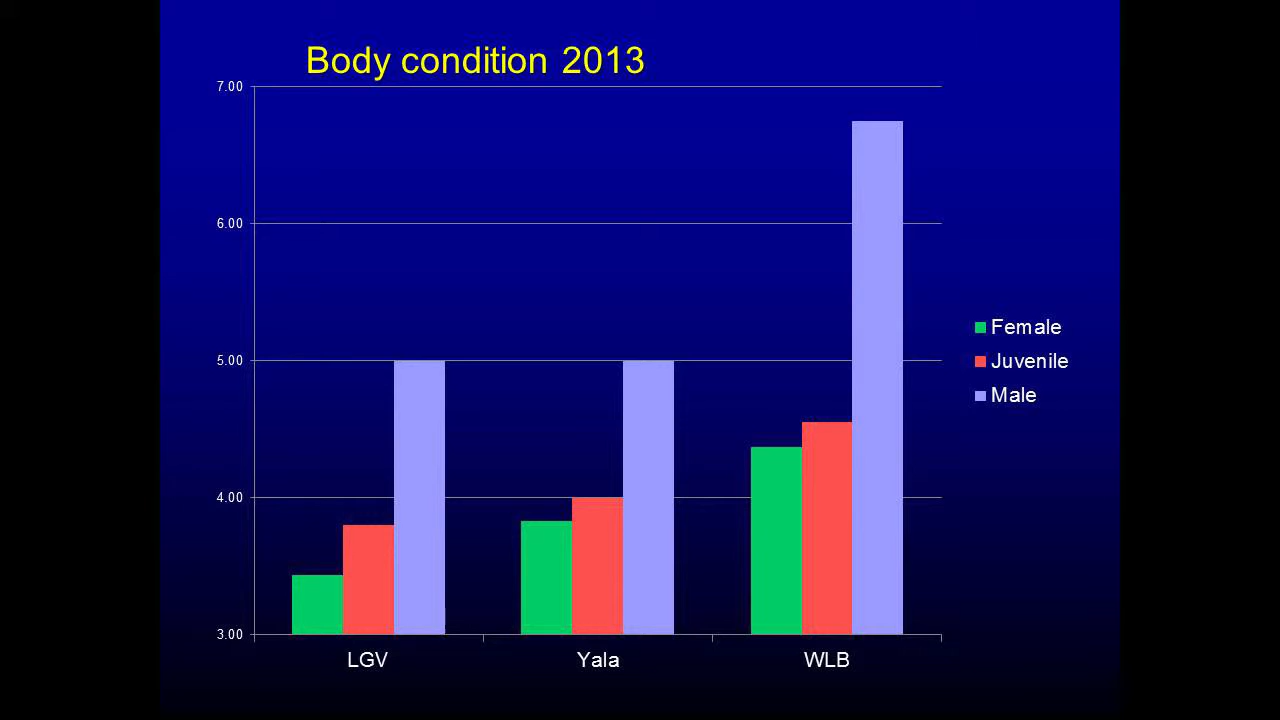 Body condition 2013
7.00
6.00
5.00
4.00
3.00
LGV
Yala
WLB
Female
Juvenile
Male